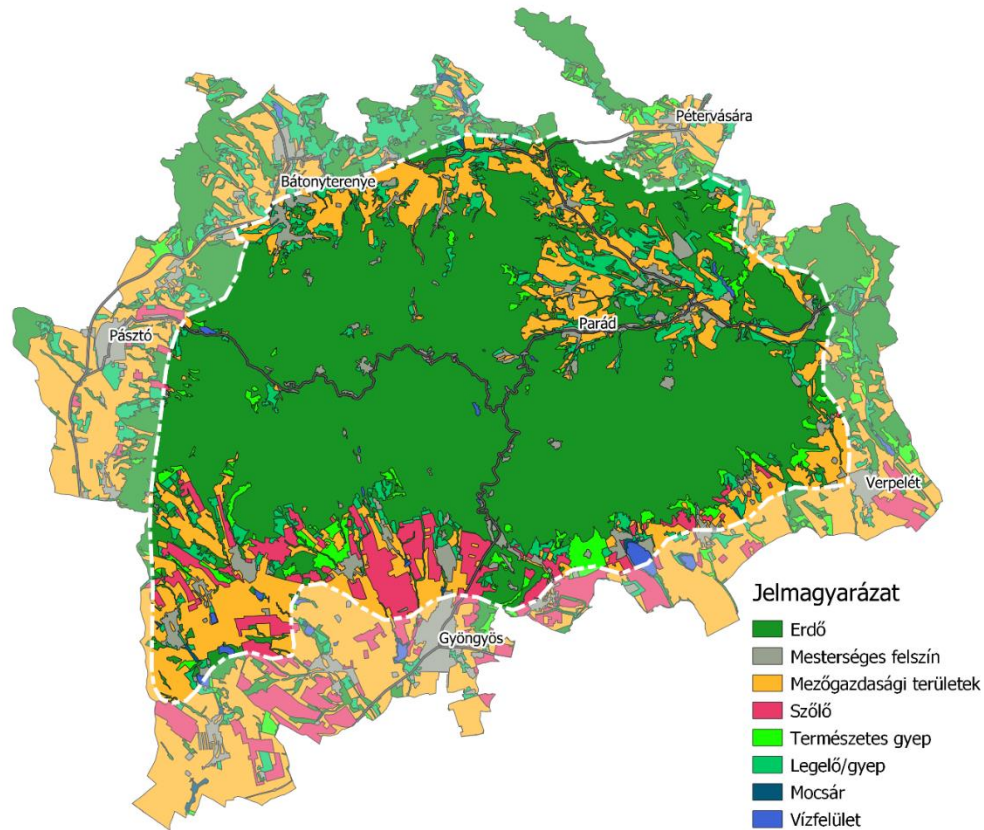 Pétervására
Bátonyterenye
Pásztó
Parád
Verpelét
Gyöngyös
Jelmagyarázat
Erdő
Mesterséges felszín
Mezőgazdasági területek
Szőlő
Természetes gyep
Legelő/gyep
Mocsár
Vízfelület